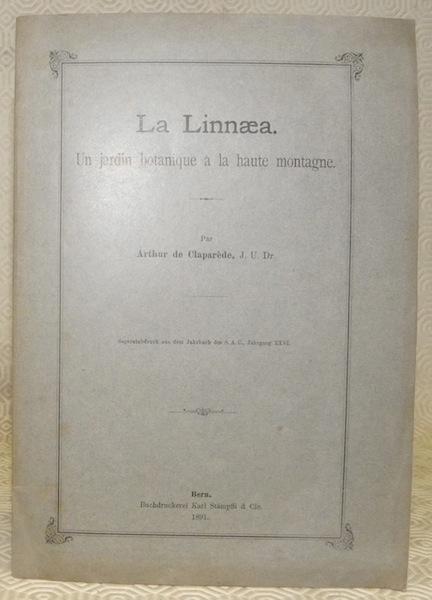 La Linnæa.
Un jardin botanique à la haute montagne.
Par
Arthur de Claparède, J. U. Dr.
Separatabdruck aus dem Jahrbuch des S. A. C., Jahrgang XXVI.
Bern.
Buchdruckerei Karl Stämpfli & Cie.
1891.